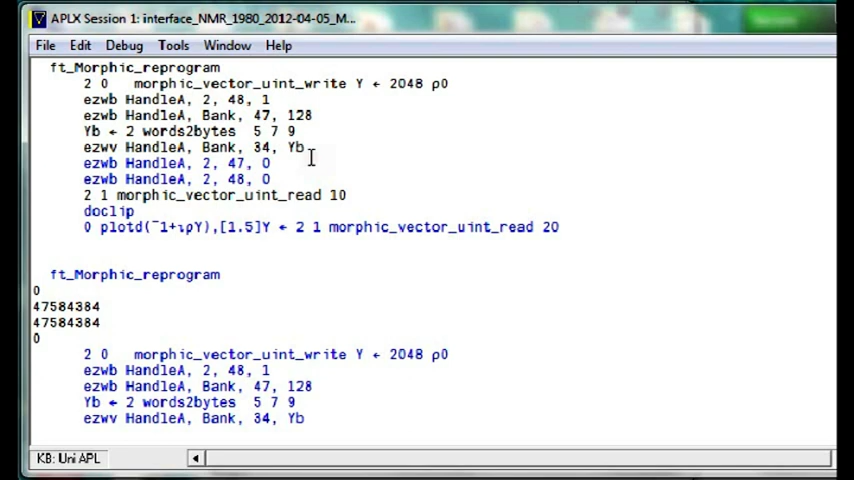 APLX Session 1: interface_NMR_1980_2012-04-05_M...
File Edit Debug Tools Window Help
ft_Morphic_reprogram
2 0 morphic_vector_uint_write Y ← 2048 ⍴0
ezwb HandleA, 2, 48, 1
ezwb HandleA, Bank, 47, 128
Yb ← 2 words2bytes 5 7 9
ezwv HandleA, Bank, 34, Yb
ezwb HandleA, 2, 47, 0
ezwb HandleA, 2, 48, 0
2 1 morphic_vector_uint_read 10
doclip
0 plotd(¯1+⍳⍴Y),[1.5]Y ← 2 1 morphic_vector_uint_read 20
ft_Morphic_reprogram
0
47584384
47584384
0
2 0 morphic_vector_uint_write Y ← 2048 ⍴0
ezwb HandleA, 2, 48, 1
ezwb HandleA, Bank, 47, 128
Yb ← 2 words2bytes 5 7 9
ezwv HandleA, Bank, 34, Yb
KB: Uni APL